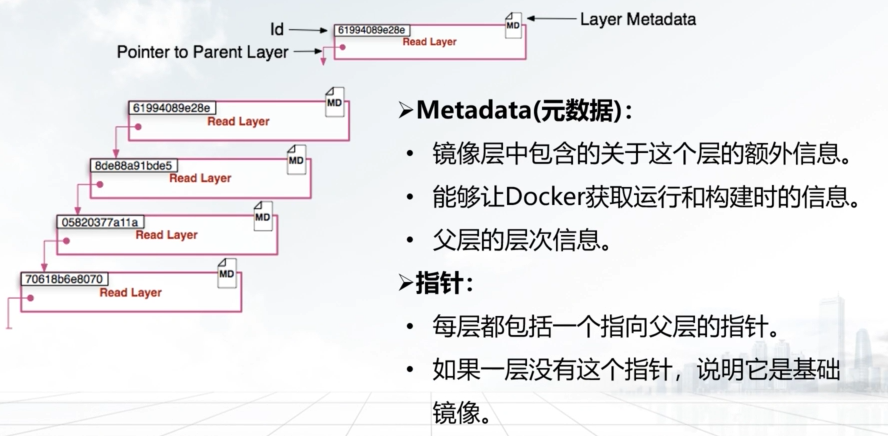 Id
61994089e28e
MD
Layer Metadata
Read Layer
Pointer to Parent Layer
61994089e28e
MD
Read Layer
8de88a91bde5
MD
Read Layer
05820377a11a
MD
Read Layer
70618b6e8070
MD
Read Layer
➢Metadata(元数据)：
• 镜像层中包含的关于这个层的额外信息。
• 能够让Docker获取运行和构建时的信息。
• 父层的层次信息。
➢指针：
• 每层都包括一个指向父层的指针。
• 如果一层没有这个指针，说明它是基础
镜像。